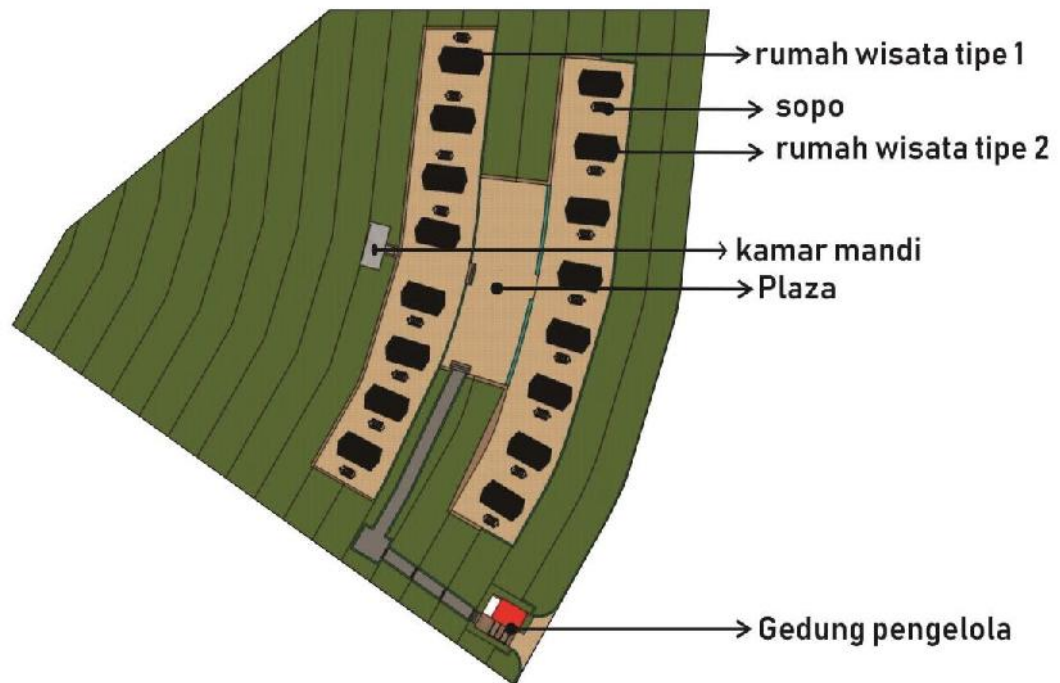 rumah wisata tipe 1
sopo
rumah wisata tipe 2
kamar mandi
Plaza
Gedung pengelola